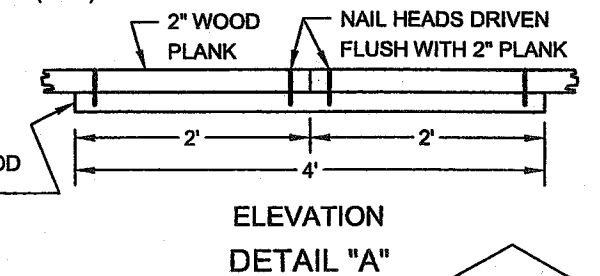 2" WOOD
PLANK
NAIL HEADS DRIVEN
FLUSH WITH 2" PLANK
2'
2'
4'
OD
ELEVATION
DETAIL "A"